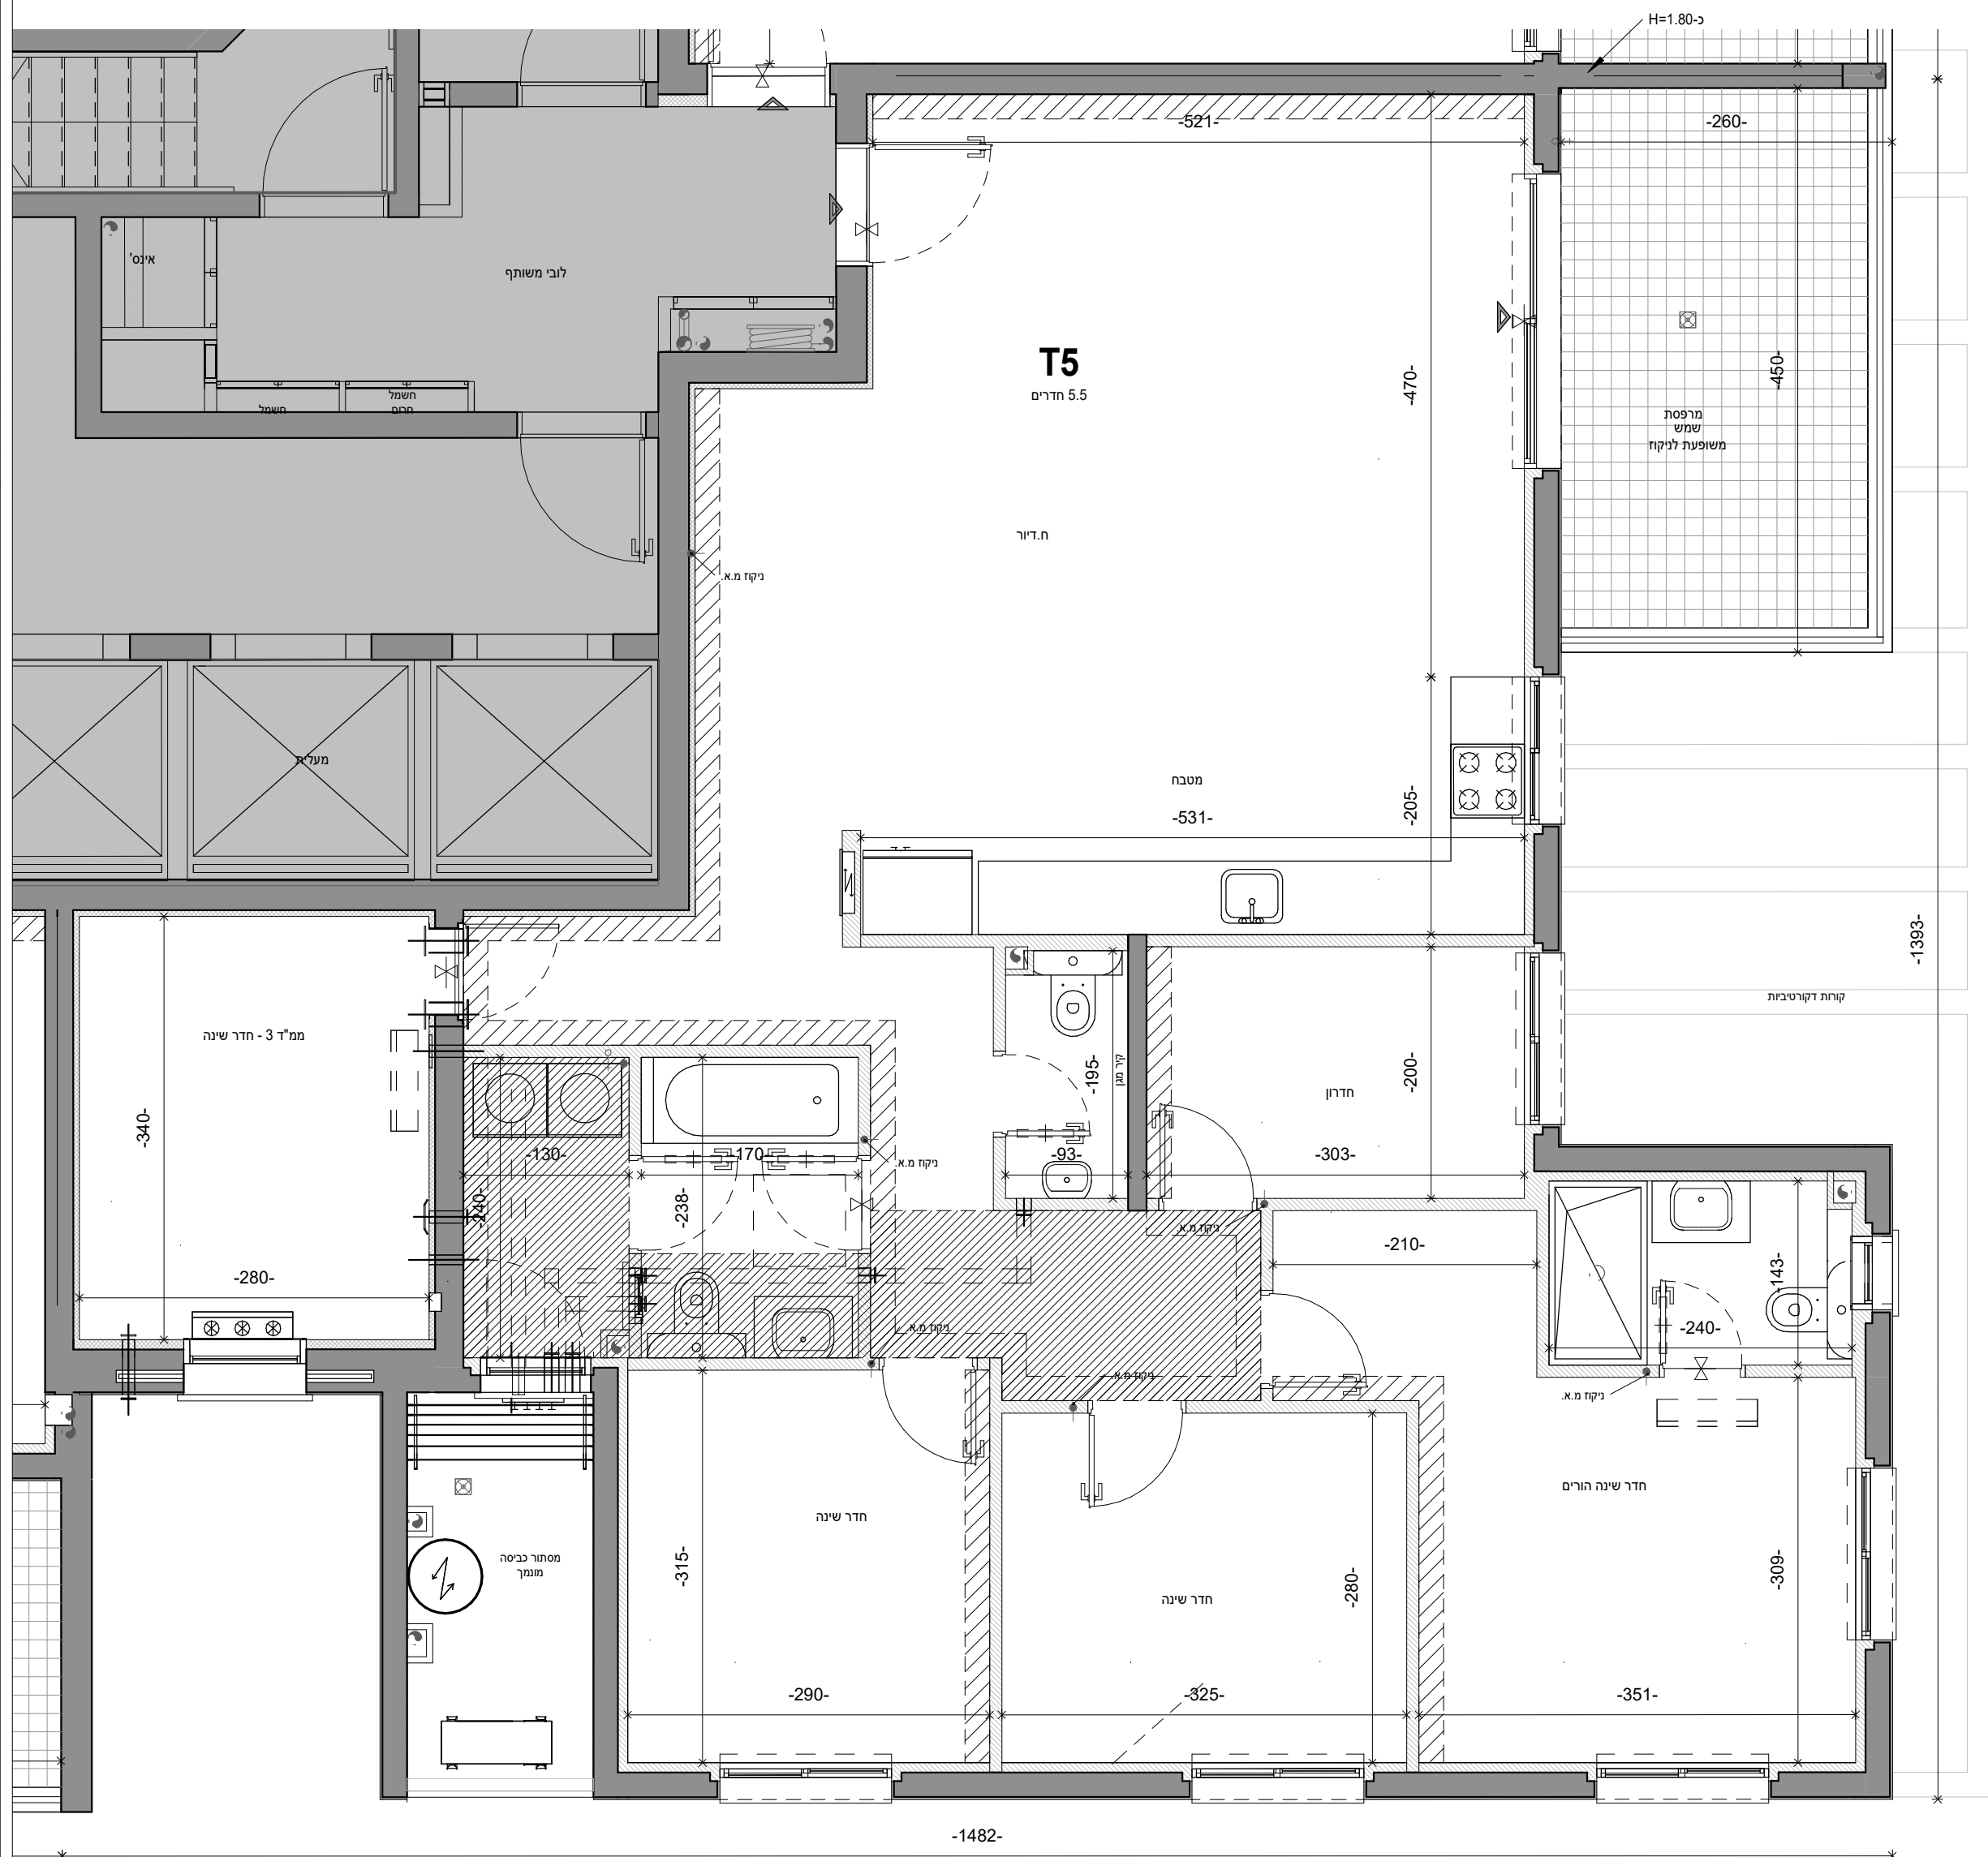 כ-H=1.80
-521-
-260-
אינס'
לובי משותף
T5
5.5 חדרים
-470-
-450-
מרפסת
שמש
משופעת לניקוז
חשמל
חשמל
חרום
ח.דיור
ניקוז מ.א.
מעלית
מטבח
-531-
-205-
-1393-
קורות דקורטיביות
ממ"ד 3 - חדר שינה
-340-
-280-
-130-
-170-
-240-
-238-
ניקוז מ.א.
-195-
קיר מגן
-93-
חדרון
-200-
-303-
ניקוז מ.א.
-210-
-143-
-240-
ניקוז מ.א.
ניקוז מ.א.
ניקוז מ.א.
חדר שינה הורים
חדר שינה
חדר שינה
מסתור כביסה
מונמך
-315-
-280-
-309-
-290-
-325-
-351-
-1482-